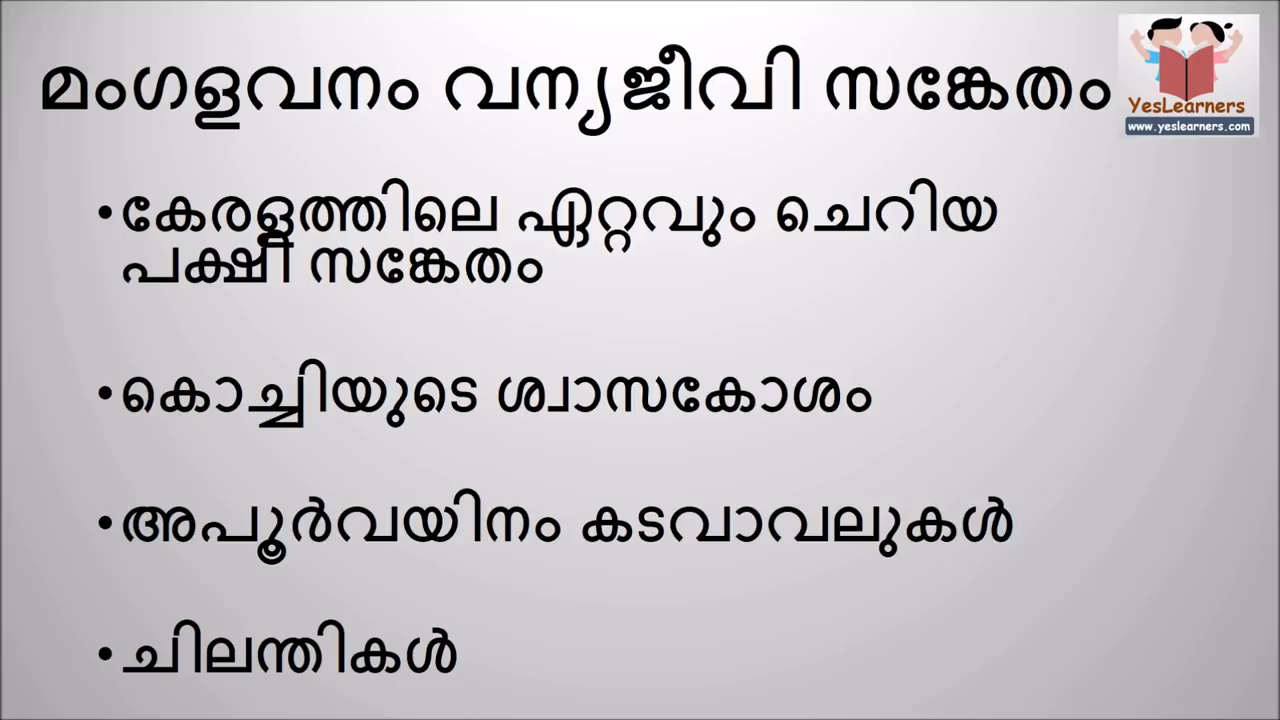 മംഗളവനം വന്യജീവി സങ്കേതം
YesLearners
www.yeslearners.com
•കേരളത്തിലെ ഏറ്റവും ചെറിയ
പക്ഷി സങ്കേതം
•കൊച്ചിയുടെ ശ്വാസകോശം
•അപൂർവയിനം കടവാവലുകൾ
•ചിലന്തികൾ